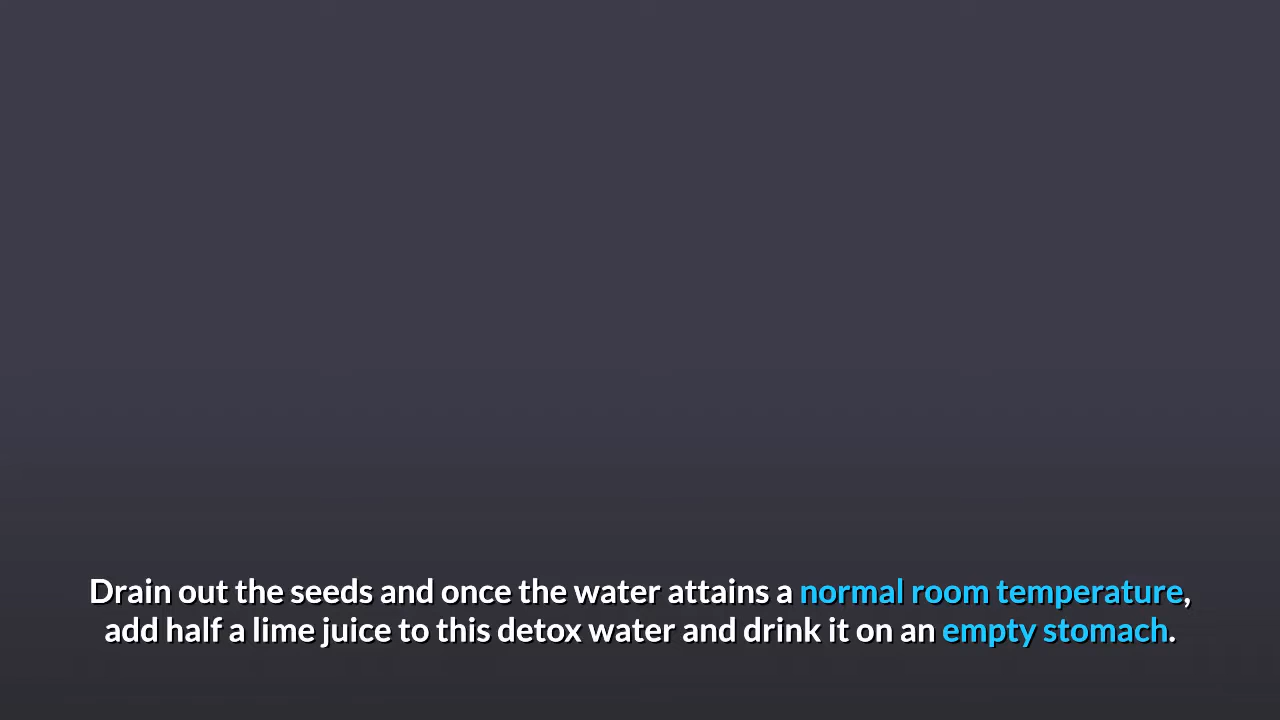 Drain out the seeds and once the water attains a normal room temperature,
add half a lime juice to this detox water and drink it on an empty stomach.